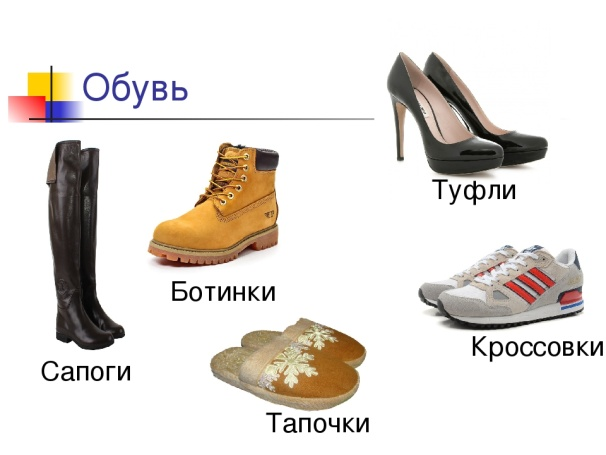 Обувь
Туфли
Ботинки
Кроссовки
Сапоги
Тапочки